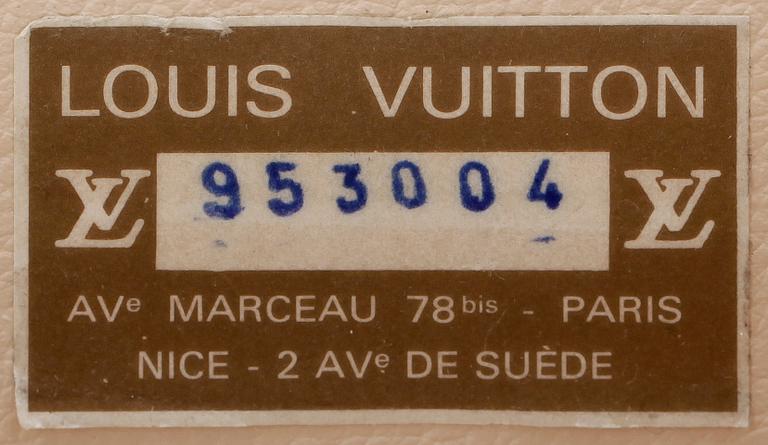 LOUIS VUITTON
LV 953004 LV
AVe MARCEAU 78bis - PARIS
NICE - 2 AVe DE SUÈDE